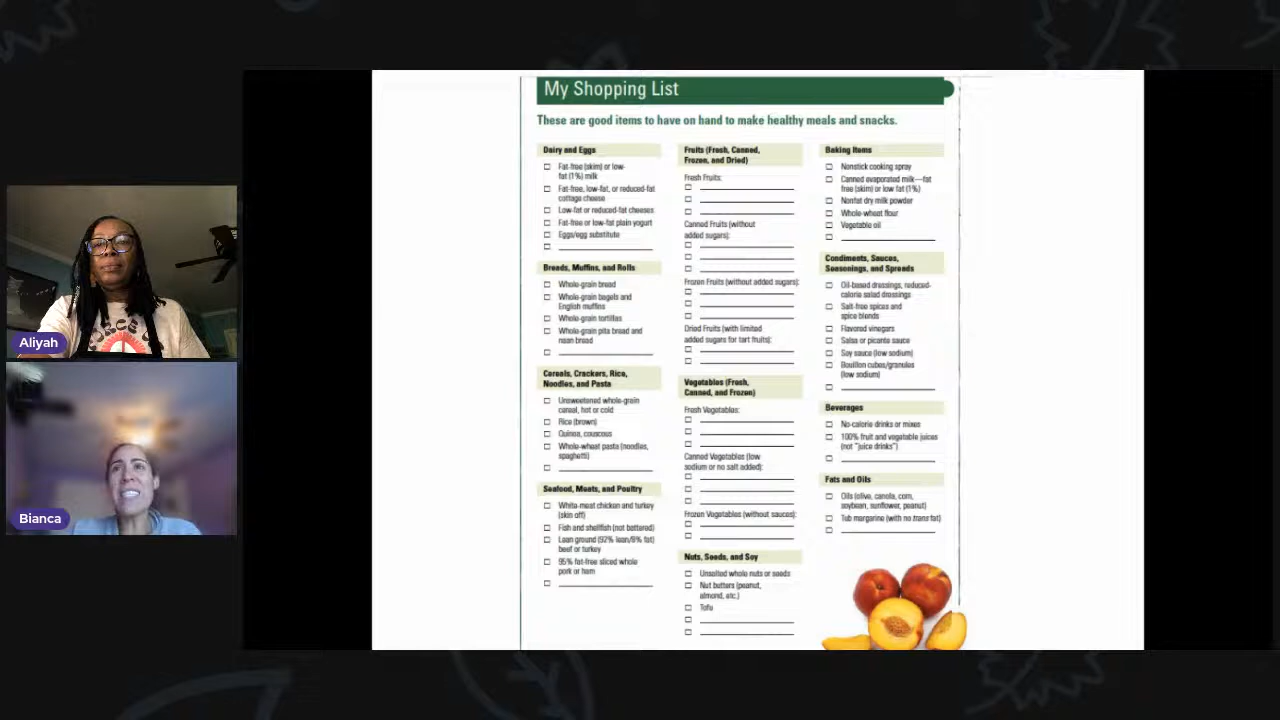 My Shopping List
These are good items to have on hand to make healthy meals and snacks.
Dairy and Eggs
Fat-free (skim) or low-
fat (1%) milk
Fat-free, low-fat, or reduced-fat
cottage cheese
Low-fat or reduced-fat cheeses
Fat-free or low-fat plain yogurt
Eggs/egg substitute
Breads, Muffins, and Rolls
Whole-grain bread
Whole-grain bagels and
English muffins
Whole-grain tortillas
Whole-grain pita bread and
naan bread
Cereals, Crackers, Rice,
Noodles, and Pasta
Unsweetened whole-grain
cereal, hot or cold
Rice (brown)
Quinoa, couscous
Whole-wheat pasta (noodles,
spaghetti)
Seafood, Meats, and Poultry
White-meat chicken and turkey
(skin off)
Fish and shellfish (not battered)
Lean ground (92% lean/8% fat)
beef or turkey
95% fat-free sliced whole
pork or ham
Fruits (Fresh, Canned,
Frozen, and Dried)
Fresh Fruits:
Canned Fruits (without
added sugars):
Frozen Fruits (without added sugars):
Dried Fruits (with limited
added sugars for tart fruits):
Vegetables (Fresh,
Canned, and Frozen)
Fresh Vegetables:
Canned Vegetables (low
sodium or no salt added):
Frozen Vegetables (without sauces):
Nuts, Seeds, and Soy
Unsalted whole nuts or seeds
Nut butters (peanut,
almond, etc.)
Tofu
Baking Items
Nonstick cooking spray
Canned evaporated milk—fat
free (skim) or low fat (1%)
Nonfat dry milk powder
Whole-wheat flour
Vegetable oil
Condiments, Sauces,
Seasonings, and Spreads
Oil-based dressings, reduced-
calorie salad dressings
Salt-free spices and
spice blends
Flavored vinegars
Salsa or picante sauce
Soy sauce (low sodium)
Bouillon cubes/granules
(low sodium)
Beverages
No-calorie drinks or mixes
100% fruit and vegetable juices
(not "juice drinks")
Fats and Oils
Oils (olive, canola, corn,
soybean, sunflower, peanut)
Tub margarine (with no trans fat)
Aliyah
Bianca